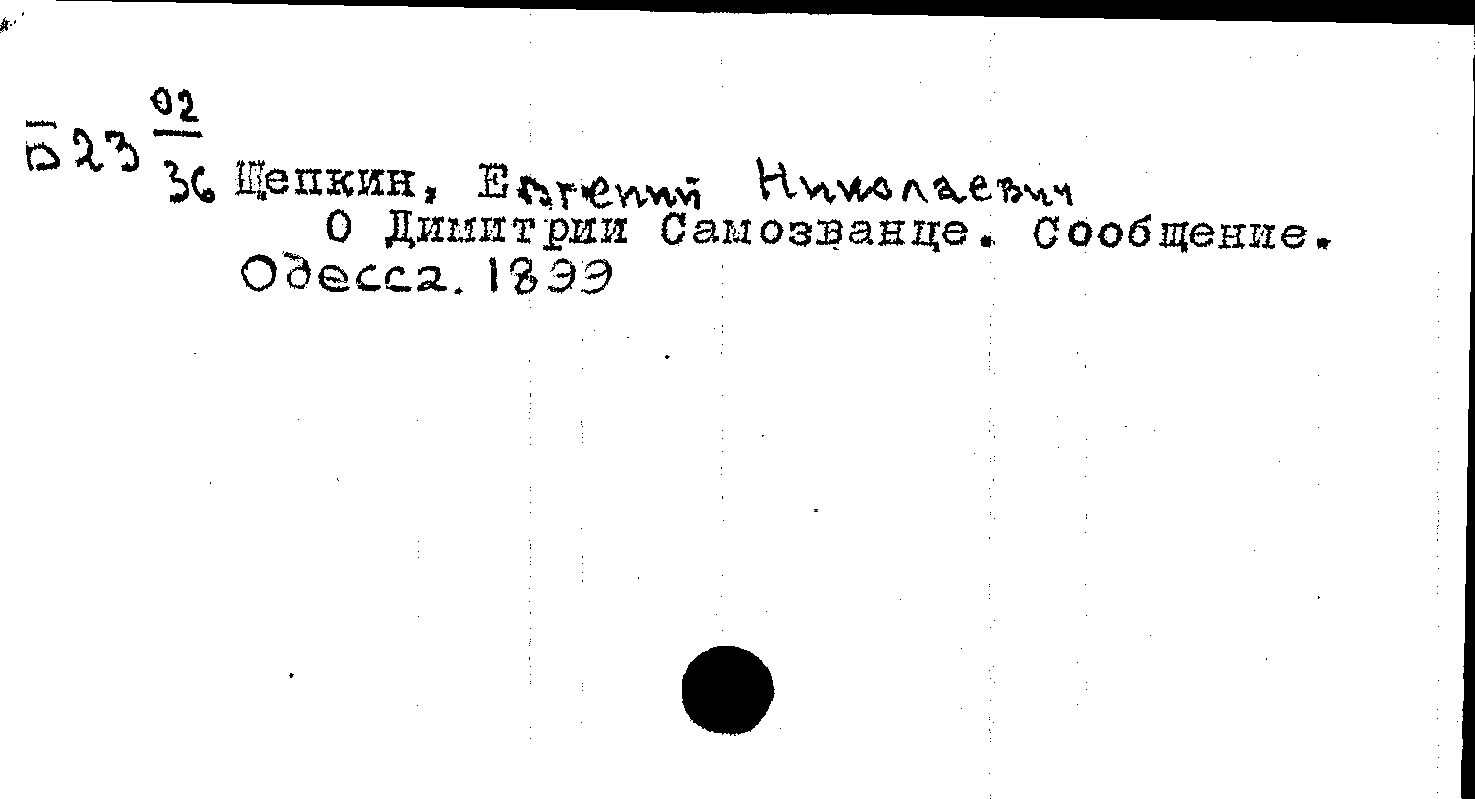 Б23 02
36 Щепкин, Евгений Николаевич
О Димитрии Самозванце. Сообщение.
Одесса. 1899